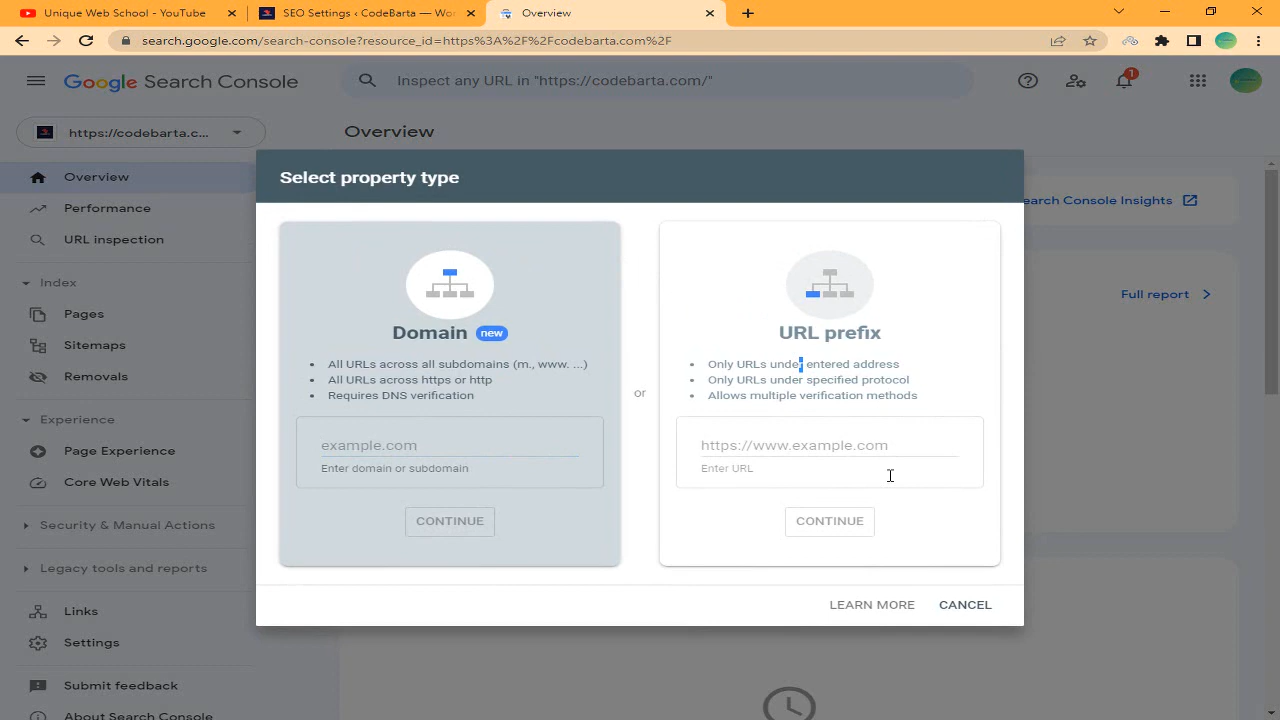 Unique Web School - YouTube
SEO Settings ‹ CodeBarta — Wo
Overview
search.google.com/search-console?resource_id=https%3A%2F%2Fcodebarta.com%2F
Google Search Console
Inspect any URL in "https://codebarta.com/"
1
https://codebarta.c...
Overview
Overview
Performance
URL inspection
Index
Pages
Sitemaps
Removals
Experience
Page Experience
Core Web Vitals
Security & Manual Actions
Legacy tools and reports
Links
Settings
Submit feedback
About Search Console
earch Console Insights
Full report
Select property type
Domain new
• All URLs across all subdomains (m., www. ...)
• All URLs across https or http
• Requires DNS verification
example.com
Enter domain or subdomain
CONTINUE
or
URL prefix
• Only URLs under entered address
• Only URLs under specified protocol
• Allows multiple verification methods
https://www.example.com
Enter URL
CONTINUE
LEARN MORE
CANCEL